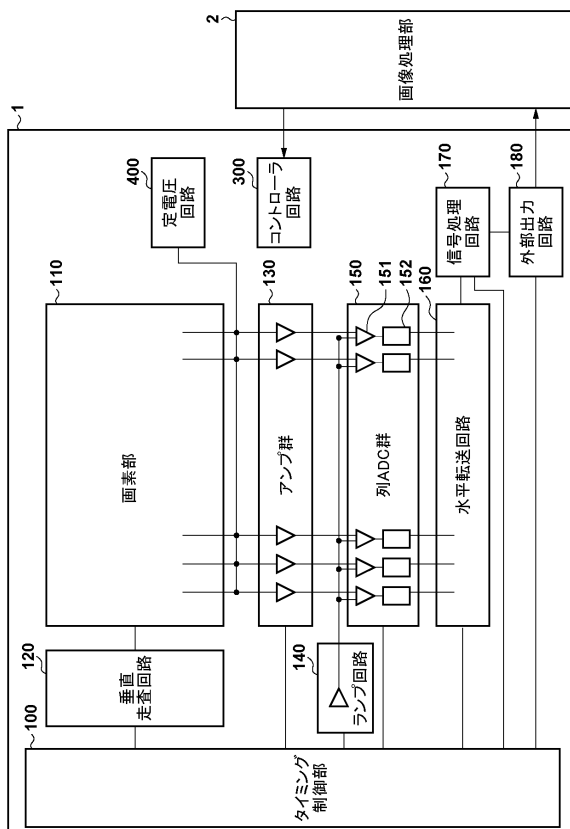 1
2
画像処理部
100
タイミング
制御部
120
垂直
走査回路
110
画素部
400
定電圧
回路
130
アンプ群
300
コントローラ
回路
140
ランプ回路
150
151
152
列ADC群
160
水平転送回路
170
信号処理
回路
180
外部出力
回路